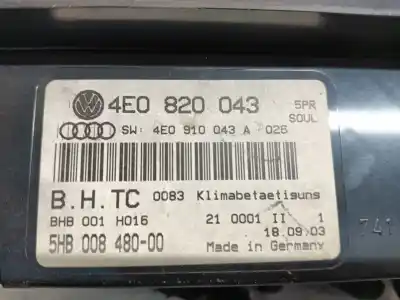 4E0 820 043 5PR
SOUL
SW: 4E0 910 043 A 026
B.H.TC 0083 Klimabetaetisuns
BHB 001 H016 21 0001 II 1
18.09.03
5HB 008 480-00 Made in Germany
741